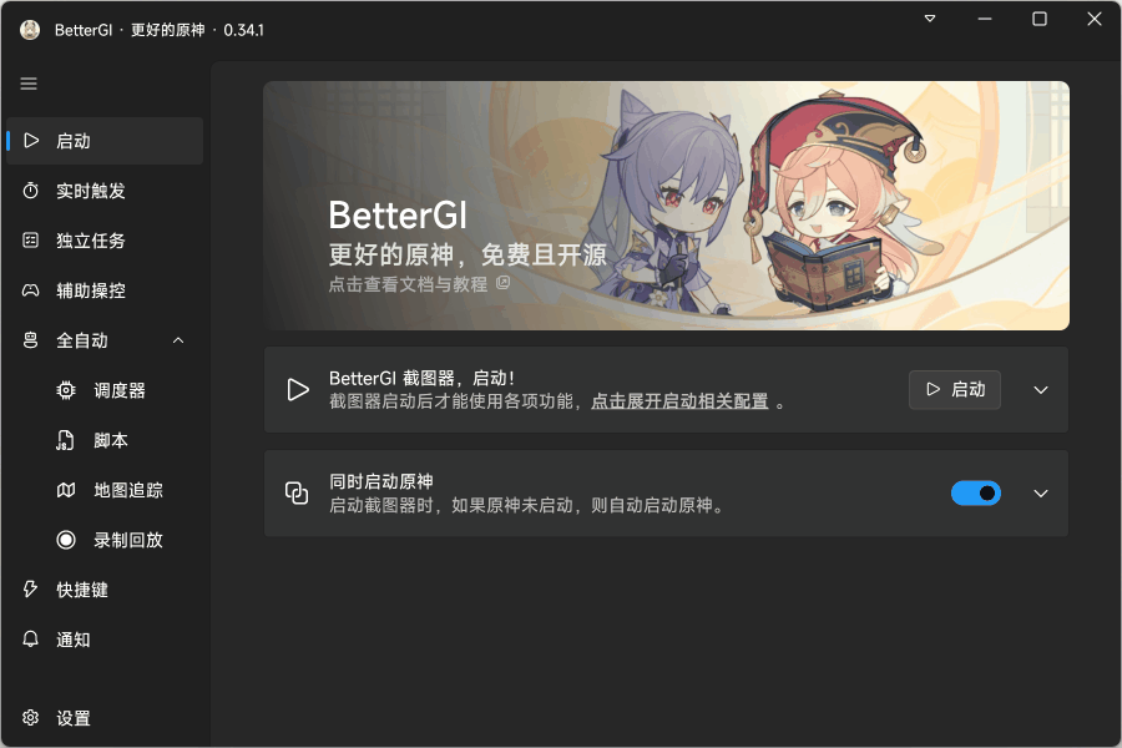 BetterGI · 更好的原神 · 0.34.1
启动
实时触发
独立任务
辅助操控
全自动
调度器
脚本
地图追踪
录制回放
快捷键
通知
设置
BetterGI
更好的原神，免费且开源
点击查看文档与教程
BetterGI 截图器，启动！
截图器启动后才能使用各项功能，点击展开启动相关配置 。
启动
同时启动原神
启动截图器时，如果原神未启动，则自动启动原神。